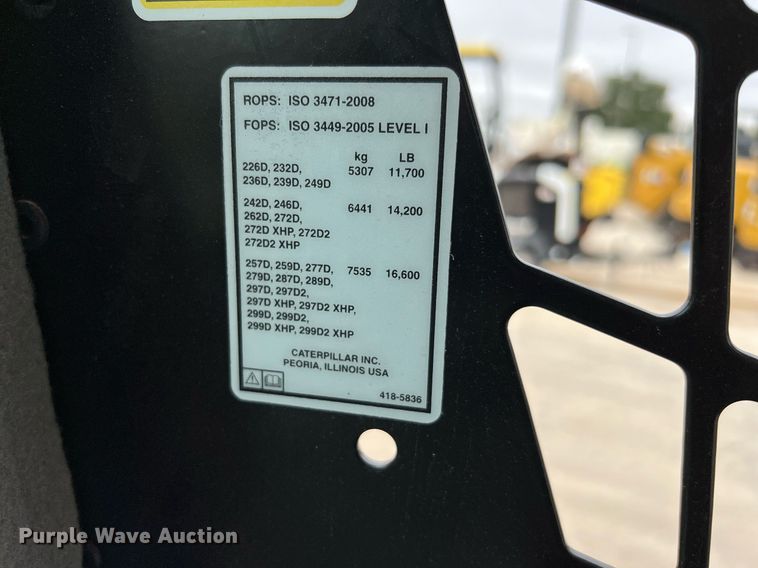 ROPS: ISO 3471-2008
FOPS: ISO 3449-2005 LEVEL I
kg LB
226D, 232D, 5307 11,700
236D, 239D, 249D
242D, 246D, 6441 14,200
262D, 272D,
272D XHP, 272D2
272D2 XHP
257D, 259D, 277D, 7535 16,600
279D, 287D, 289D,
297D, 297D2,
297D XHP, 297D2 XHP,
299D, 299D2,
299D XHP, 299D2 XHP
CATERPILLAR INC.
PEORIA, ILLINOIS USA
418-5836
Purple Wave Auction